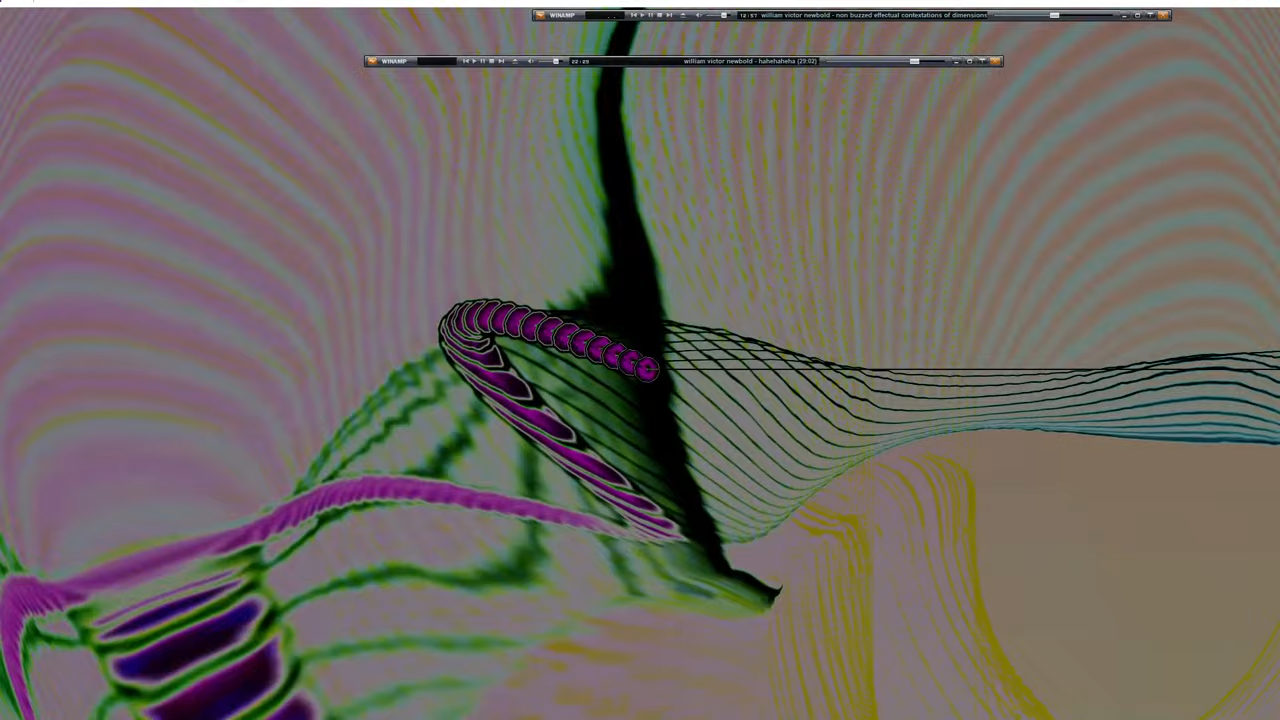 WINAMP 12:57 william victor newbold - non buzzed effectual contextations of dimensions
WINAMP 22:29 william victor newbold - hahehaheha (29:02)